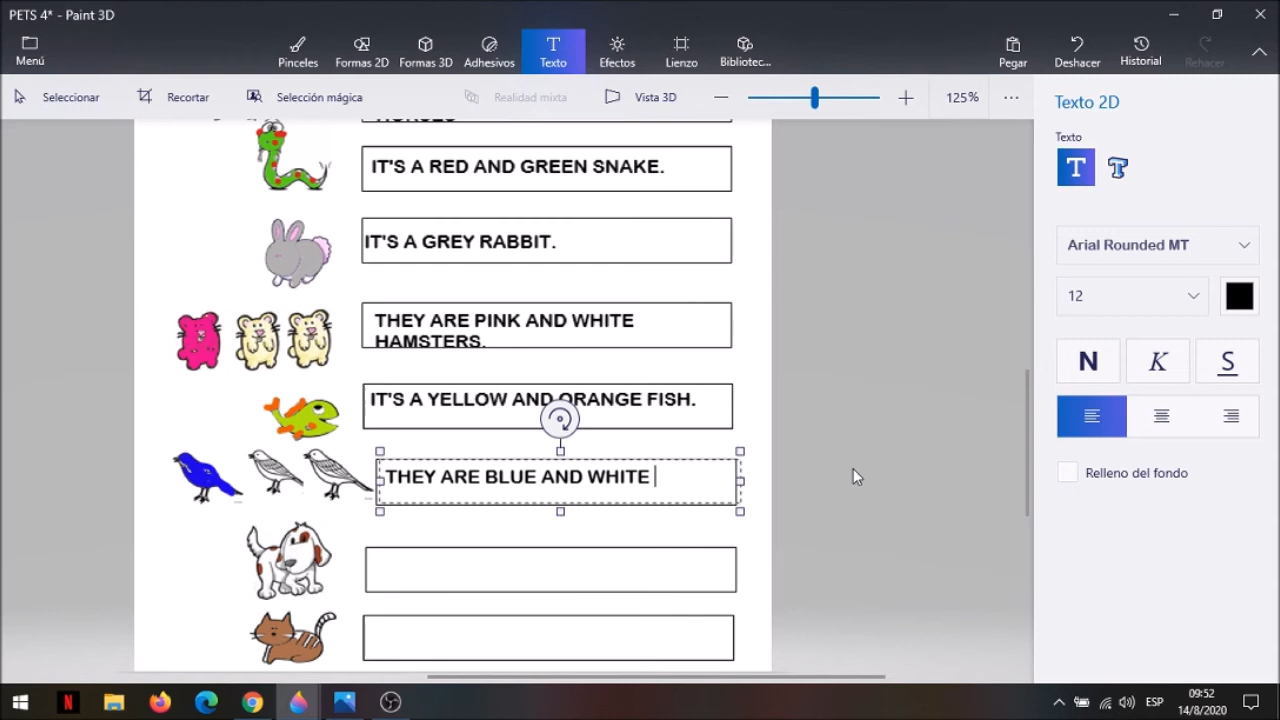 PETS 4* - Paint 3D
Menú
Pinceles
Formas 2D
Formas 3D
Adhesivos
Texto
Efectos
Lienzo
Bibliotec...
Pegar
Deshacer
Historial
Rehacer
Seleccionar
Recortar
Selección mágica
Realidad mixta
Vista 3D
125%
Texto 2D
Texto
Arial Rounded MT
12
N
K
S
Relleno del fondo
HORSES
IT'S A RED AND GREEN SNAKE.
IT'S A GREY RABBIT.
THEY ARE PINK AND WHITE
HAMSTERS.
IT'S A YELLOW AND ORANGE FISH.
THEY ARE BLUE AND WHITE
ESP
09:52
14/8/2020